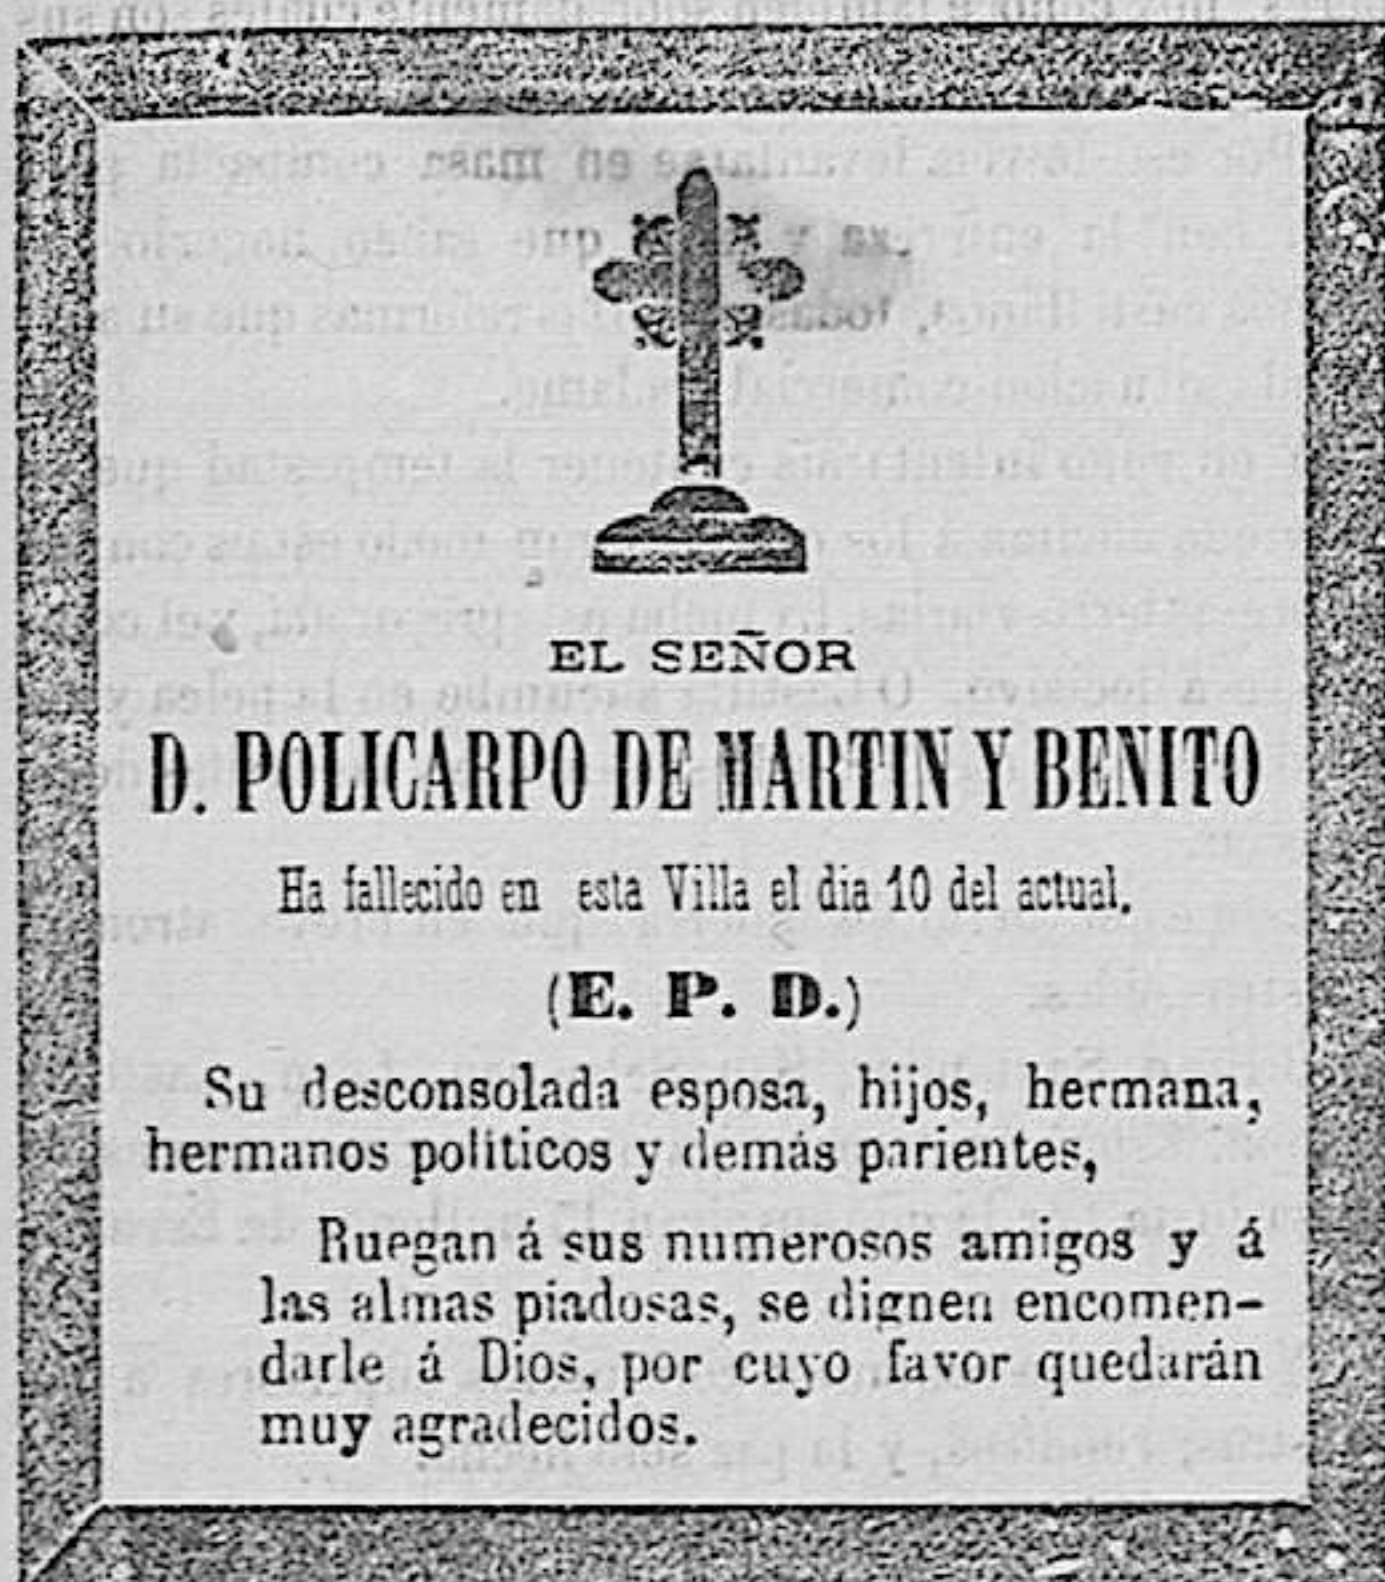 EL SEÑOR
D. POLICARPO DE MARTIN Y BENITO
Ha fallecido en esta Villa el dia 10 del actual.
(E. P. D.)
Su desconsolada esposa, hijos, hermana,
hermanos políticos y demás parientes,
Ruegan á sus numerosos amigos y á
las almas piadosas, se dignen encomen-
darle á Dios, por cuyo favor quedarán
muy agradecidos.